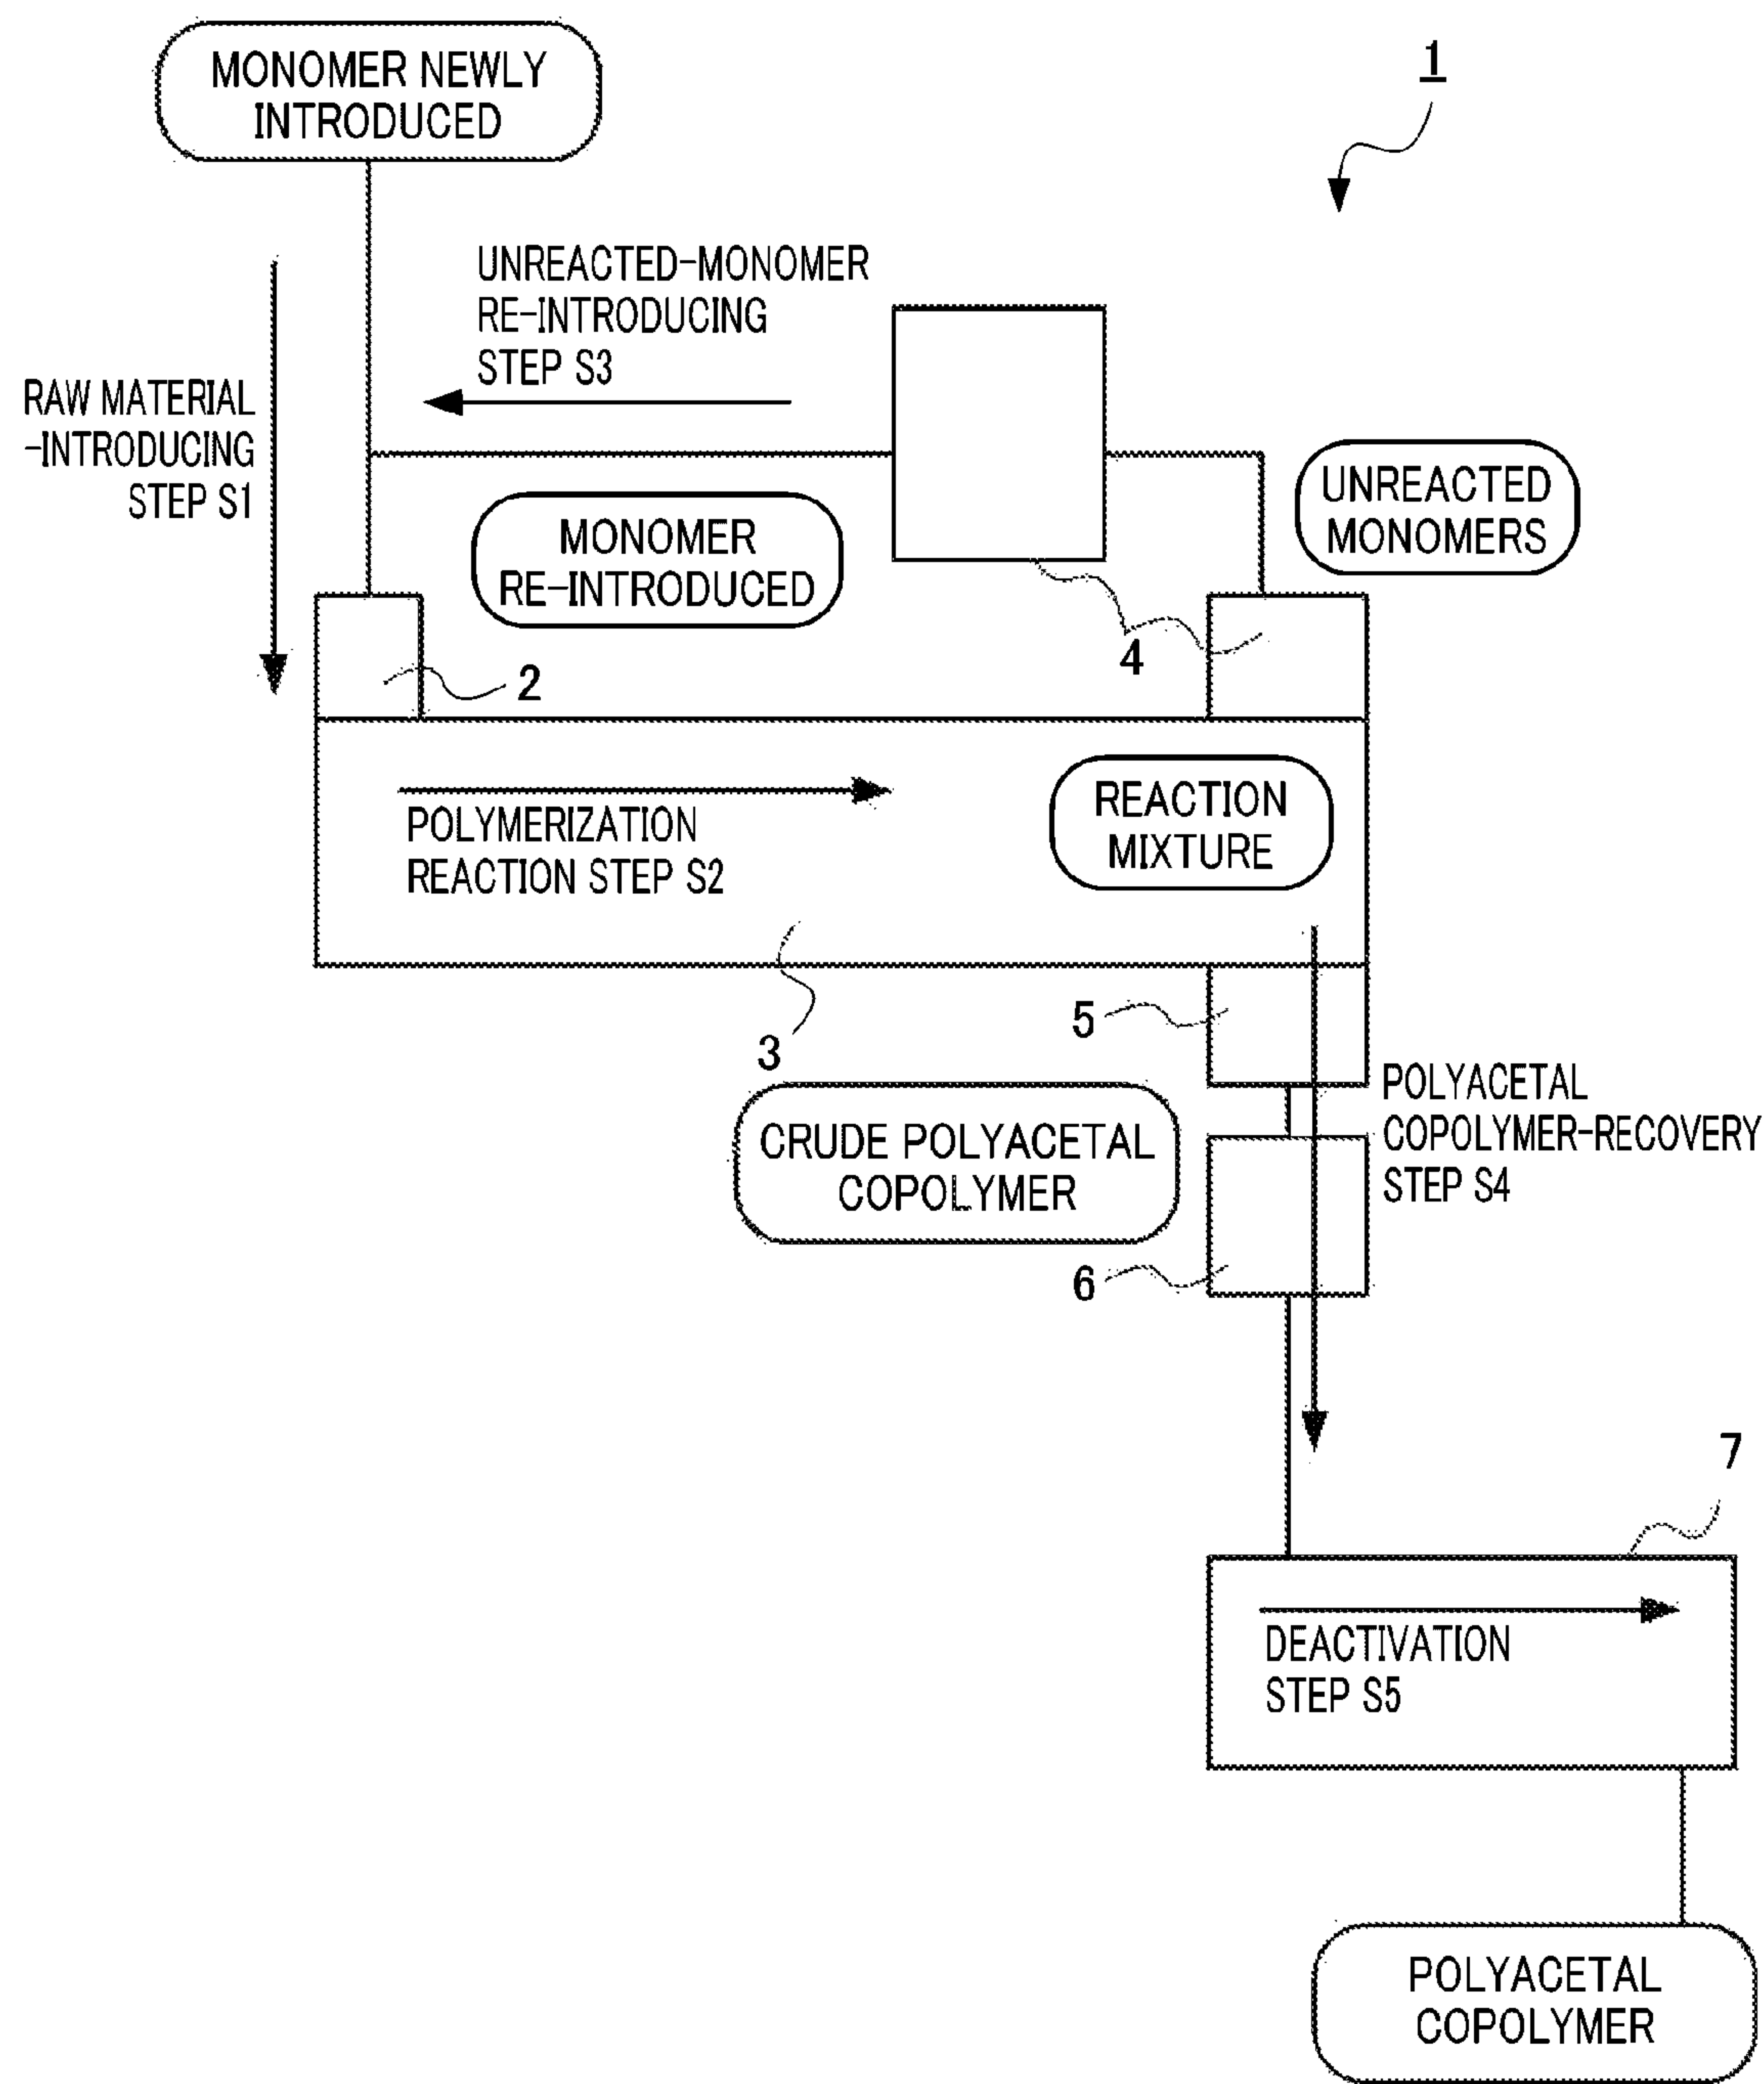 MONOMER NEWLY
INTRODUCED
1
UNREACTED-MONOMER
RE-INTRODUCING
STEP S3
RAW MATERIAL
-INTRODUCING
STEP S1
UNREACTED
MONOMERS
MONOMER
RE-INTRODUCED
4
2
REACTION
MIXTURE
POLYMERIZATION
REACTION STEP S2
5
3
POLYACETAL
COPOLYMER-RECOVERY
STEP S4
CRUDE POLYACETAL
COPOLYMER
6
7
DEACTIVATION
STEP S5
POLYACETAL
COPOLYMER